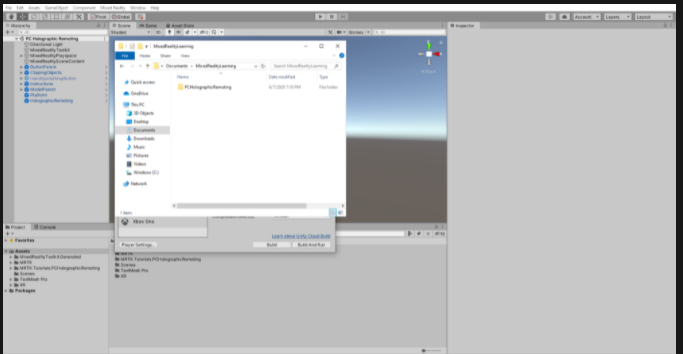 File Edit Assets GameObject Component Mixed Reality Window Help
Pivot Global
Account Layers Layout
Hierarchy
Scene Game Asset Store
Inspector
Shaded
2D
Gizmos
All
PC Holographic Remoting
Directional Light
MixedRealityToolkit
MixedRealityPlayspace
MixedRealitySceneContent
ButtonParent
ClippingObjects
Instructions
ModelParent
Platform
HolographicRemoting
MixedRealityLearning
File Home Share View
Documents MixedRealityLearning
Search MixedRealityLearning
Name Date modified Type
Quick access
OneDrive
This PC
3D Objects
Desktop
Documents
Downloads
Music
Pictures
Videos
Windows (C:)
Network
PCHolographicRemoting
File folder
1 item
Xbox One
Learn about Unity Cloud Build
Player Settings...
Build Build And Run
Project Console
Favorites
Assets
MixedRealityToolkit.Generated
MRTK
MRTK.Tutorials.PCHolographicRemoting
Scenes
TextMesh Pro
XR
Packages
MRTK
MRTK.Tutorials.PCHolographicRemoting
Scenes
TextMesh Pro
XR